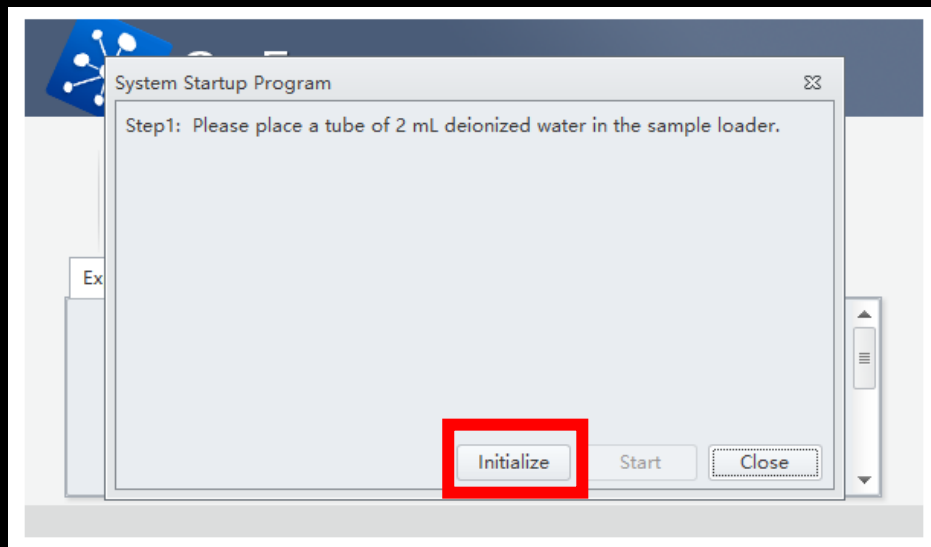 System Startup Program
Step1: Please place a tube of 2 mL deionized water in the sample loader.
Ex
Initialize
Start
Close